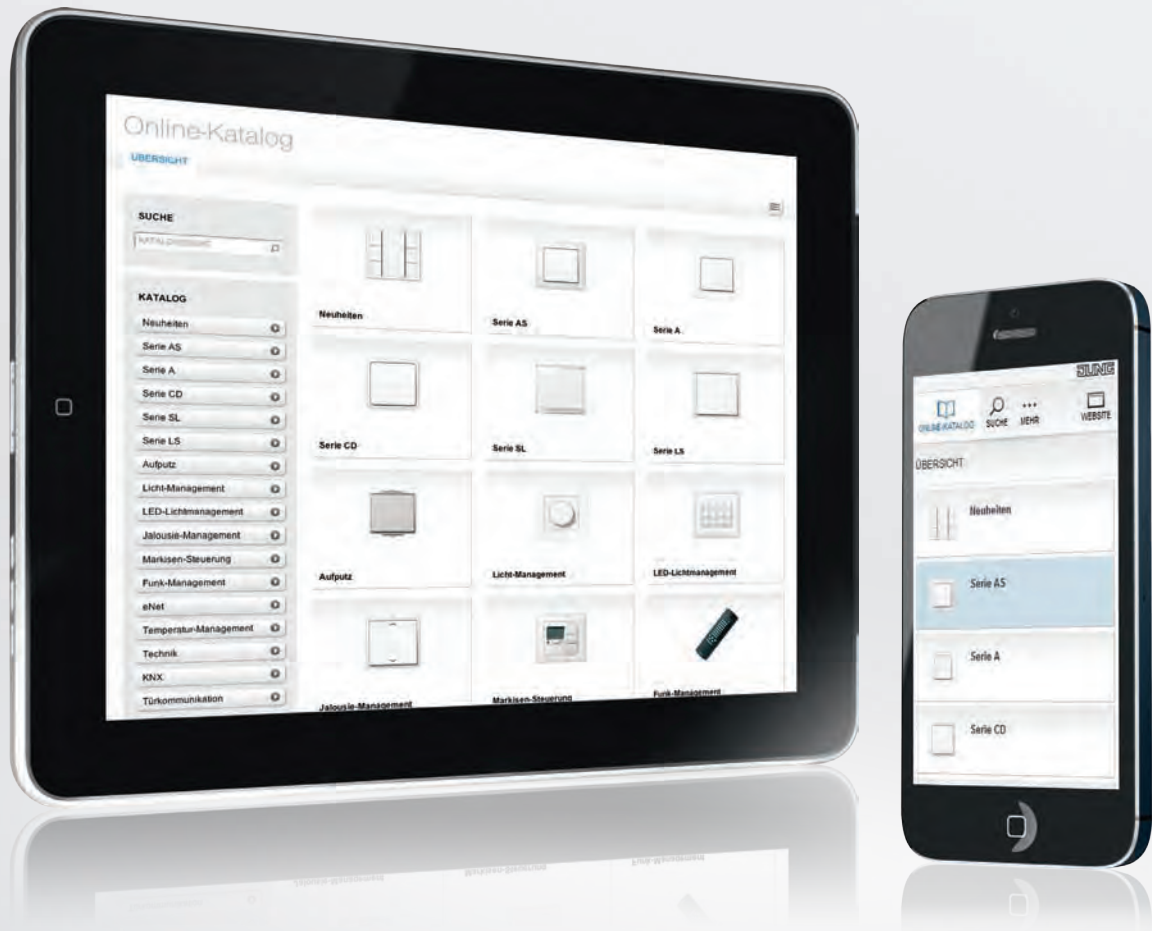 Online-Katalog
ÜBERSICHT
SUCHE
KATALOG
Neuheiten
Serie AS
Serie A
Serie CD
Serie SL
Serie LS
Aufputz
Licht-Management
LED-Lichtmanagement
Jalousie-Management
Markisen-Steuerung
Funk-Management
eNet
Temperatur-Management
Technik
KNX
Türkommunikation
Neuheiten
Serie AS
Serie A
Serie CD
Serie SL
Serie LS
Aufputz
Licht-Management
LED-Lichtmanagement
Jalousie-Management
Markisen-Steuerung
Funk-Management
JUNG
ONLINE-KATALOG
SUCHE
MEHR
WEBSITE
ÜBERSICHT
Neuheiten
Serie AS
Serie A
Serie CD